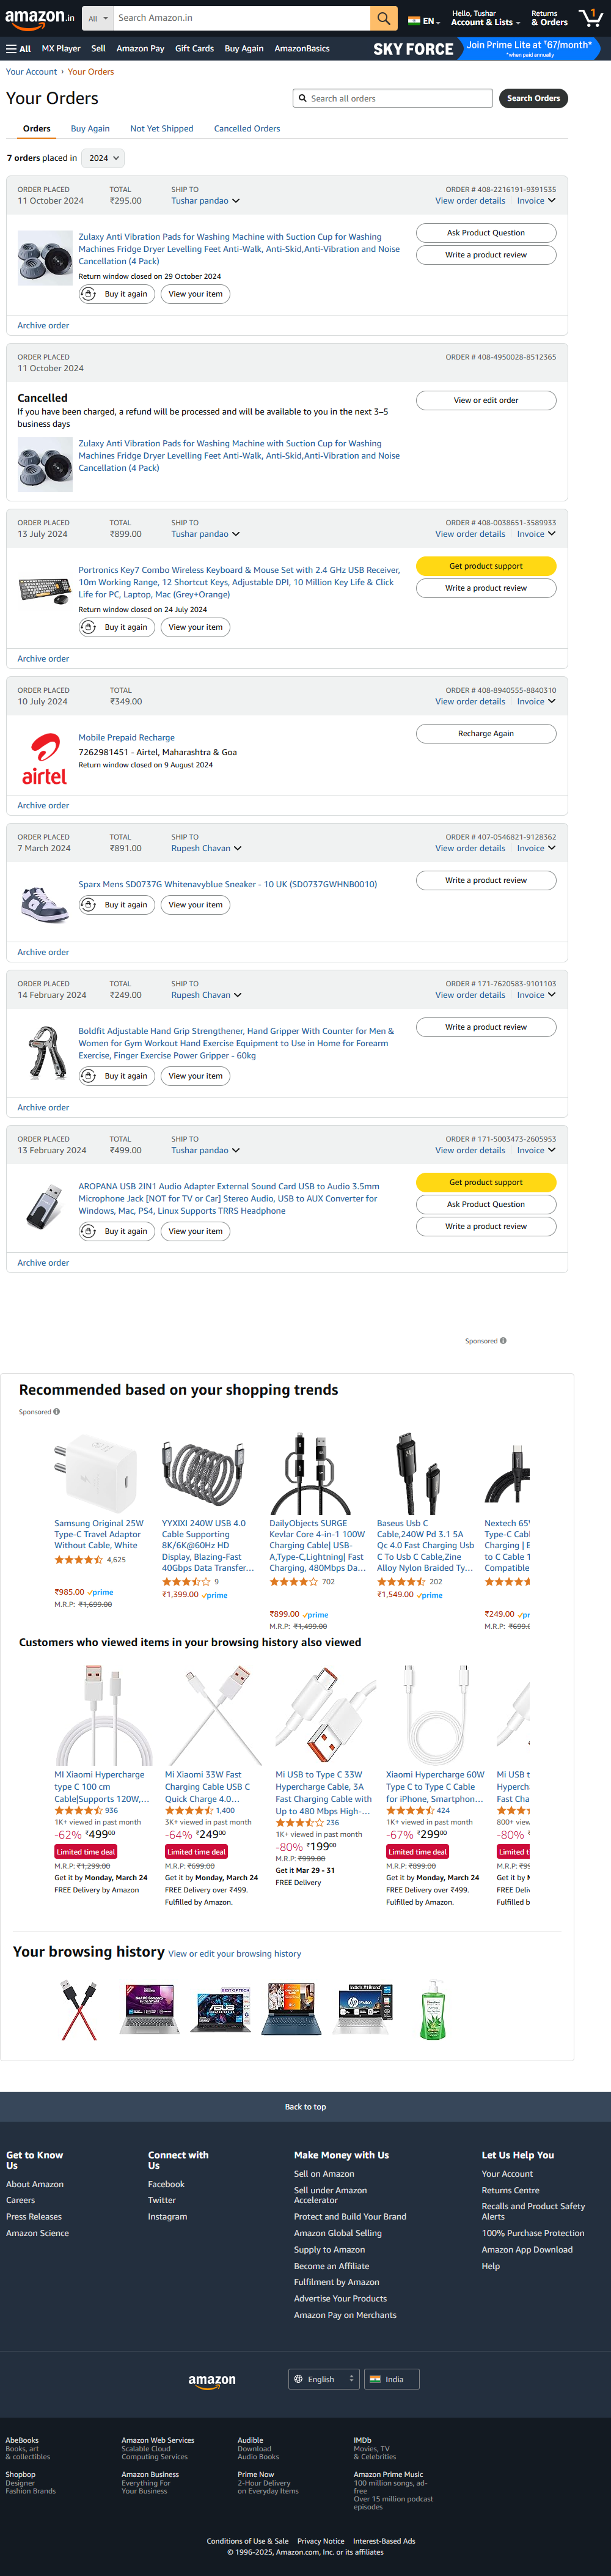 amazon.in
All
Search Amazon.in
EN
Hello, Tushar
Account & Lists
Returns
& Orders
1
All
MX Player
Sell
Amazon Pay
Gift Cards
Buy Again
AmazonBasics
SKY FORCE
Join Prime Lite at ₹67/month*
*when paid annually
Your Account › Your Orders
Your Orders
Search all orders
Search Orders
Orders
Buy Again
Not Yet Shipped
Cancelled Orders
7 orders placed in 2024
ORDER PLACED TOTAL SHIP TO ORDER # 408-2216191-9391535
11 October 2024 ₹295.00 Tushar pandao View order details Invoice
Zulaxy Anti Vibration Pads for Washing Machine with Suction Cup for Washing
Machines Fridge Dryer Levelling Feet Anti-Walk, Anti-Skid,Anti-Vibration and Noise
Cancellation (4 Pack)
Return window closed on 29 October 2024
Buy it again View your item
Ask Product Question
Write a product review
Archive order
ORDER PLACED ORDER # 408-4950028-8512365
11 October 2024
Cancelled
If you have been charged, a refund will be processed and will be available to you in the next 3–5
business days
View or edit order
Zulaxy Anti Vibration Pads for Washing Machine with Suction Cup for Washing
Machines Fridge Dryer Levelling Feet Anti-Walk, Anti-Skid,Anti-Vibration and Noise
Cancellation (4 Pack)
ORDER PLACED TOTAL SHIP TO ORDER # 408-0038651-3589933
13 July 2024 ₹899.00 Tushar pandao View order details Invoice
Portronics Key7 Combo Wireless Keyboard & Mouse Set with 2.4 GHz USB Receiver,
10m Working Range, 12 Shortcut Keys, Adjustable DPI, 10 Million Key Life & Click
Life for PC, Laptop, Mac (Grey+Orange)
Return window closed on 24 July 2024
Buy it again View your item
Get product support
Write a product review
Archive order
ORDER PLACED TOTAL ORDER # 408-8940555-8840310
10 July 2024 ₹349.00 View order details Invoice
airtel
Mobile Prepaid Recharge
7262981451 - Airtel, Maharashtra & Goa
Return window closed on 9 August 2024
Recharge Again
Archive order
ORDER PLACED TOTAL SHIP TO ORDER # 407-0546821-9128362
7 March 2024 ₹891.00 Rupesh Chavan View order details Invoice
Sparx Mens SD0737G Whitenavyblue Sneaker - 10 UK (SD0737GWHNB0010)
Buy it again View your item
Write a product review
Archive order
ORDER PLACED TOTAL SHIP TO ORDER # 171-7620583-9101103
14 February 2024 ₹249.00 Rupesh Chavan View order details Invoice
Boldfit Adjustable Hand Grip Strengthener, Hand Gripper With Counter for Men &
Women for Gym Workout Hand Exercise Equipment to Use in Home for Forearm
Exercise, Finger Exercise Power Gripper - 60kg
Buy it again View your item
Write a product review
Archive order
ORDER PLACED TOTAL SHIP TO ORDER # 171-5003473-2605953
13 February 2024 ₹499.00 Tushar pandao View order details Invoice
AROPANA USB 2IN1 Audio Adapter External Sound Card USB to Audio 3.5mm
Microphone Jack [NOT for TV or Car] Stereo Audio, USB to AUX Converter for
Windows, Mac, PS4, Linux Supports TRRS Headphone
Buy it again View your item
Get product support
Ask Product Question
Write a product review
Archive order
Sponsored
Recommended based on your shopping trends
Sponsored
Samsung Original 25W
Type-C Travel Adaptor
Without Cable, White
4,625
₹985.00 prime
M.R.P: ₹1,699.00
YYXIXI 240W USB 4.0
Cable Supporting
8K/6K@60Hz HD
Display, Blazing-Fast
40Gbps Data Transfer...
9
₹1,399.00 prime
DailyObjects SURGE
Kevlar Core 4-in-1 100W
Charging Cable| USB-
A,Type-C,Lightning| Fast
Charging, 480Mbps Da...
702
₹899.00 prime
M.R.P: ₹1,499.00
Baseus Usb C
Cable,240W Pd 3.1 5A
Qc 4.0 Fast Charging Usb
C To Usb C Cable,Zine
Alloy Nylon Braided Ty...
202
₹1,549.00 prime
Nextech 65
Type-C Cab
Charging | E
to C Cable 1
Compatible
₹249.00 pr
M.R.P: ₹699.
Customers who viewed items in your browsing history also viewed
MI Xiaomi Hypercharge
type C 100 cm
Cable|Supports 120W,...
936
1K+ viewed in past month
-62% ₹499.00
Limited time deal
M.R.P: ₹1,299.00
Get it by Monday, March 24
FREE Delivery by Amazon
Mi Xiaomi 33W Fast
Charging Cable USB C
Quick Charge 4.0...
1,400
3K+ viewed in past month
-64% ₹249.00
Limited time deal
M.R.P: ₹699.00
Get it by Monday, March 24
FREE Delivery over ₹499.
Fulfilled by Amazon.
Mi USB to Type C 33W
Hypercharge Cable, 3A
Fast Charging Cable with
Up to 480 Mbps High-...
236
1K+ viewed in past month
-80% ₹199.00
M.R.P: ₹999.00
Get it by Mar 29 - 31
FREE Delivery
Xiaomi Hypercharge 60W
Type C to Type C Cable
for iPhone, Smartphon...
424
1K+ viewed in past month
-67% ₹299.00
Limited time deal
M.R.P: ₹899.00
Get it by Monday, March 24
FREE Delivery over ₹499.
Fulfilled by Amazon.
Mi USB t
Hyperch
Fast Cha
800+ view
-80%
Limited t
M.R.P: ₹99
Get it by M
FREE Deliv
Fulfilled b
Your browsing history View or edit your browsing history
Back to top
Get to Know
Us
About Amazon
Careers
Press Releases
Amazon Science
Connect with
Us
Facebook
Twitter
Instagram
Make Money with Us
Sell on Amazon
Sell under Amazon
Accelerator
Protect and Build Your Brand
Amazon Global Selling
Supply to Amazon
Become an Affiliate
Fulfilment by Amazon
Advertise Your Products
Amazon Pay on Merchants
Let Us Help You
Your Account
Returns Centre
Recalls and Product Safety
Alerts
100% Purchase Protection
Amazon App Download
Help
amazon
English
India
AbeBooks
Books, art
& collectibles
Amazon Web Services
Scalable Cloud
Computing Services
Audible
Download
Audio Books
IMDb
Movies, TV
& Celebrities
Shopbop
Designer
Fashion Brands
Amazon Business
Everything For
Your Business
Prime Now
2-Hour Delivery
on Everyday Items
Amazon Prime Music
100 million songs, ad-
free
Over 15 million podcast
episodes
Conditions of Use & Sale Privacy Notice Interest-Based Ads
© 1996-2025, Amazon.com, Inc. or its affiliates